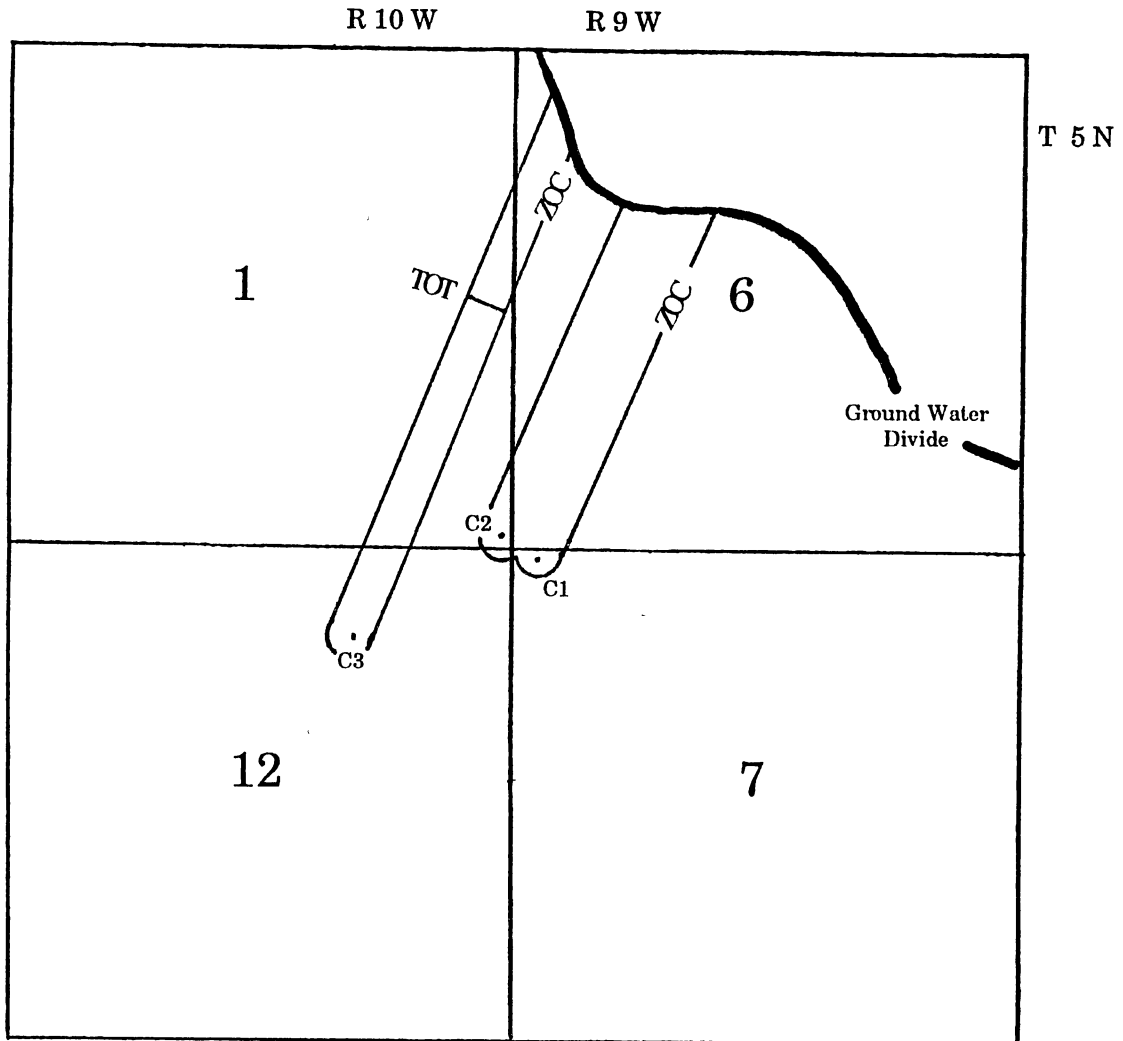 R 10 W
R 9 W
T 5 N
ZOC
TOT
1
ZOC
6
Ground Water
Divide
C2
C1
C3
12
7